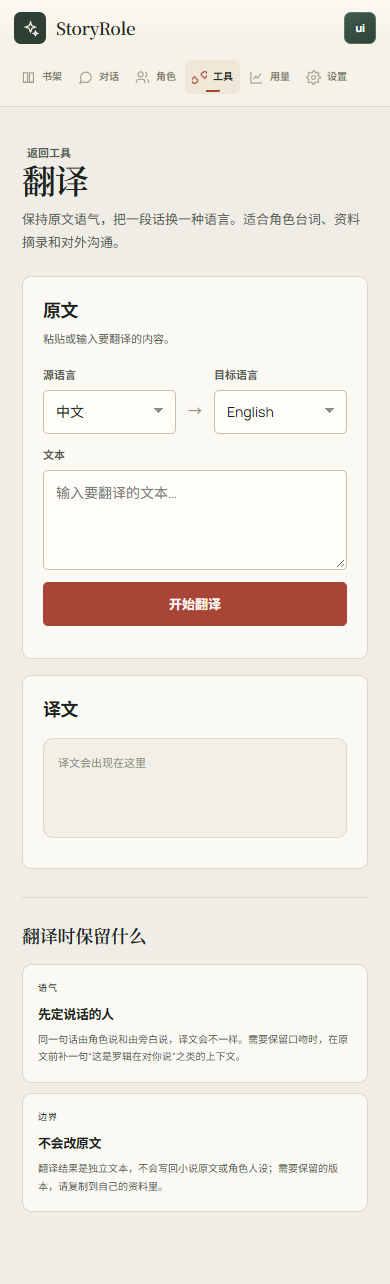 StoryRole
ui
书架
对话
角色
工具
用量
设置
返回工具
翻译
保持原文语气，把一段话换一种语言。适合角色台词、资料
摘录和对外沟通。
原文
粘贴或输入要翻译的内容。
源语言
目标语言
中文
→
English
文本
输入要翻译的文本…
开始翻译
译文
译文会出现在这里
翻译时保留什么
语气
先定说话的人
同一句话由角色说和由旁白说，译文会不一样。需要保留口吻时，在原
文前补一句“这是罗辑在对你说”之类的上下文。
边界
不会改原文
翻译结果是独立文本，不会写回小说原文或角色人设；需要保留的版
本，请复制到自己的资料里。